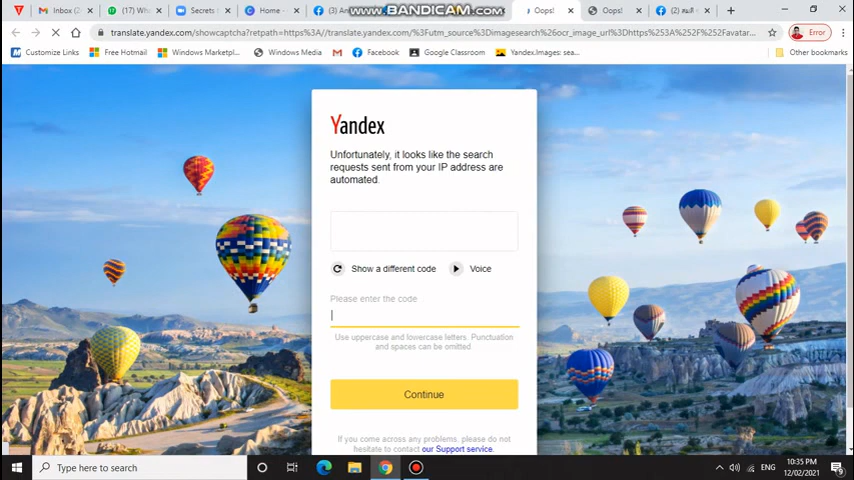 Inbox (2
(17) Who
Secrets
Home -
(3) An
WWW.BANDICAM.COM
Oops!
Oops!
translate.yandex.com/showcaptcha?retpath=https%3A//translate.yandex.com/%3Futm_source%3Dimagesearch%26ocr_image_url%3Dhttps%253A%252F%252Favatar...
Error
Customize Links
Free Hotmail
Windows Marketpl...
Windows Media
Facebook
Google Classroom
Yandex.Images: sea...
Other bookmarks
Yandex
Unfortunately, it looks like the search
requests sent from your IP address are
automated.
Show a different code
Voice
Please enter the code
Use uppercase and lowercase letters. Punctuation
and spaces can be omitted
Continue
If you come across any problems, please do not
hesitate to contact our Support service.
Type here to search
ENG
10:35 PM
12/02/2021
9